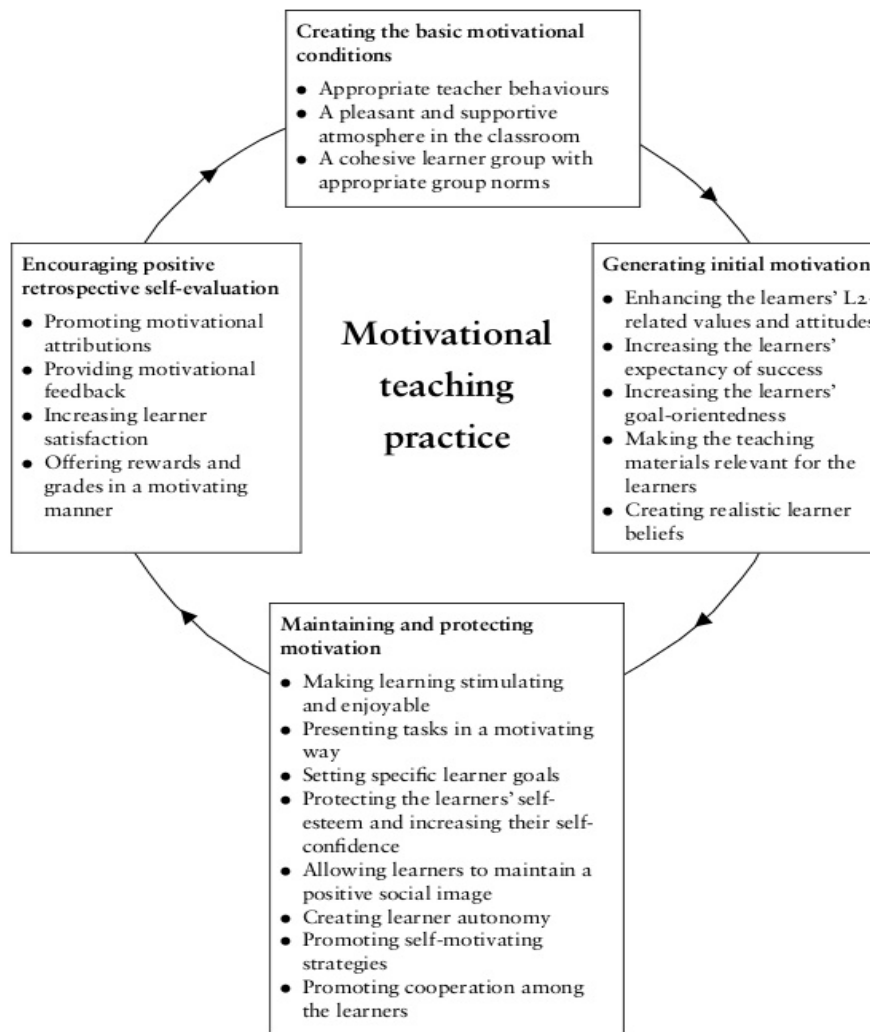 Creating the basic motivational
conditions
● Appropriate teacher behaviours
● A pleasant and supportive
atmosphere in the classroom
● A cohesive learner group with
appropriate group norms
Encouraging positive
retrospective self-evaluation
● Promoting motivational
attributions
● Providing motivational
feedback
● Increasing learner
satisfaction
● Offering rewards and
grades in a motivating
manner
Motivational
teaching
practice
Generating initial motivation
● Enhancing the learners' L2-
related values and attitudes
● Increasing the learners'
expectancy of success
● Increasing the learners'
goal-orientedness
● Making the teaching
materials relevant for the
learners
● Creating realistic learner
beliefs
Maintaining and protecting
motivation
● Making learning stimulating
and enjoyable
● Presenting tasks in a motivating
way
● Setting specific learner goals
● Protecting the learners' self-
esteem and increasing their self-
confidence
● Allowing learners to maintain a
positive social image
● Creating learner autonomy
● Promoting self-motivating
strategies
● Promoting cooperation among
the learners